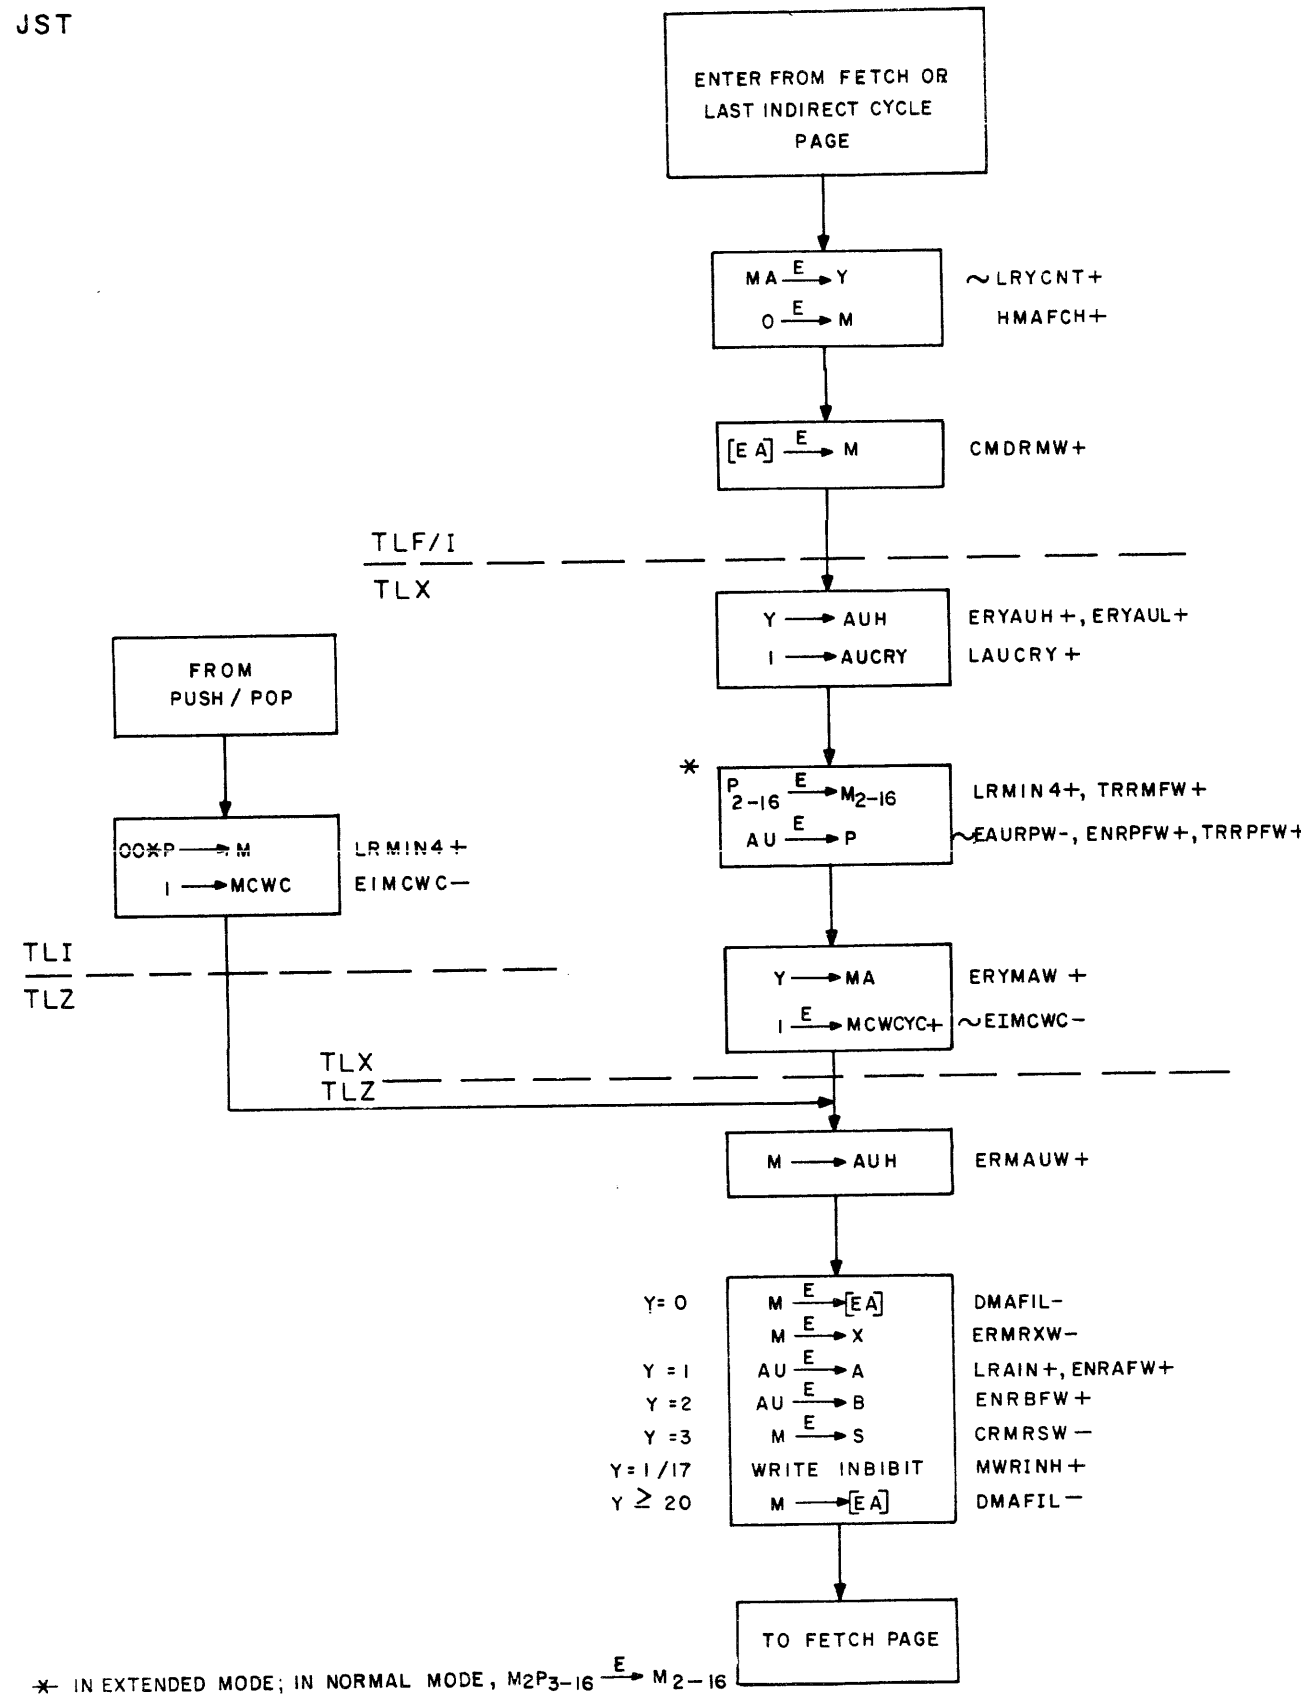 JST
ENTER FROM FETCH OR
LAST INDIRECT CYCLE
PAGE
MA E → Y ~LRYCNT+
0 E → M HMAFCH+
[EA] E → M CMDRMW+
TLF/I
TLX
Y → AUH ERYAUH+, ERYAUL+
1 → AUCRY LAUCRY+
FROM
PUSH / POP
* P2-16 E → M2-16 LRMIN4+, TRRMFW+
AU E → P ~EAURPW-, ENRPFW+, TRRPFW+
00*P → M LRMIN4+
1 → MCWC EIMCWC-
TLI
TLZ
Y → MA ERYMAW+
1 E → MCWCYC+ ~EIMCWC-
TLX
TLZ
M → AUH ERMAUW+
Y=0 M E → [EA] DMAFIL-
M E → X ERMRXW-
Y=1 AU E → A LRAIN+, ENRAFW+
Y=2 AU E → B ENRBFW+
Y=3 M E → S CRMRSW-
Y=1/17 WRITE INBIBIT MWRINH+
Y ≥ 20 M → [EA] DMAFIL-
TO FETCH PAGE
* IN EXTENDED MODE; IN NORMAL MODE, M2P3-16 E → M2-16